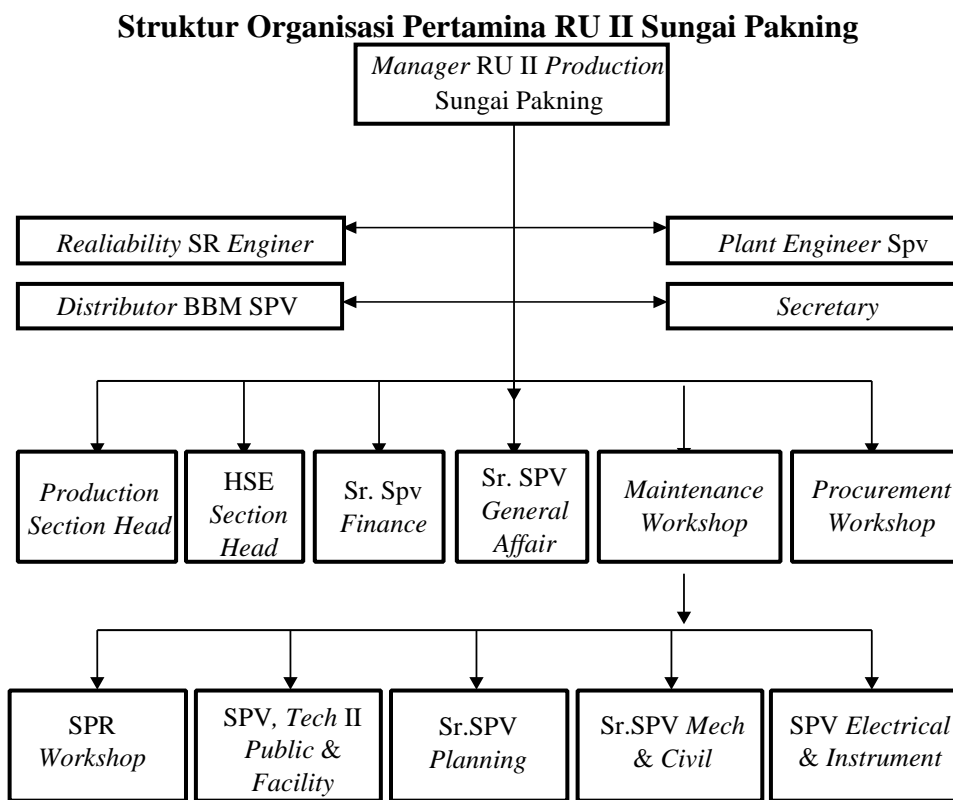 Struktur Organisasi Pertamina RU II Sungai Pakning
Manager RU II Production
Sungai Pakning
Realiability SR Enginer
Plant Engineer Spv
Distributor BBM SPV
Secretary
Production
Section Head
HSE
Section
Head
Sr. Spv
Finance
Sr. SPV
General
Affair
Maintenance
Workshop
Procurement
Workshop
SPR
Workshop
SPV, Tech II
Public &
Facility
Sr.SPV
Planning
Sr.SPV Mech
& Civil
SPV Electrical
& Instrument